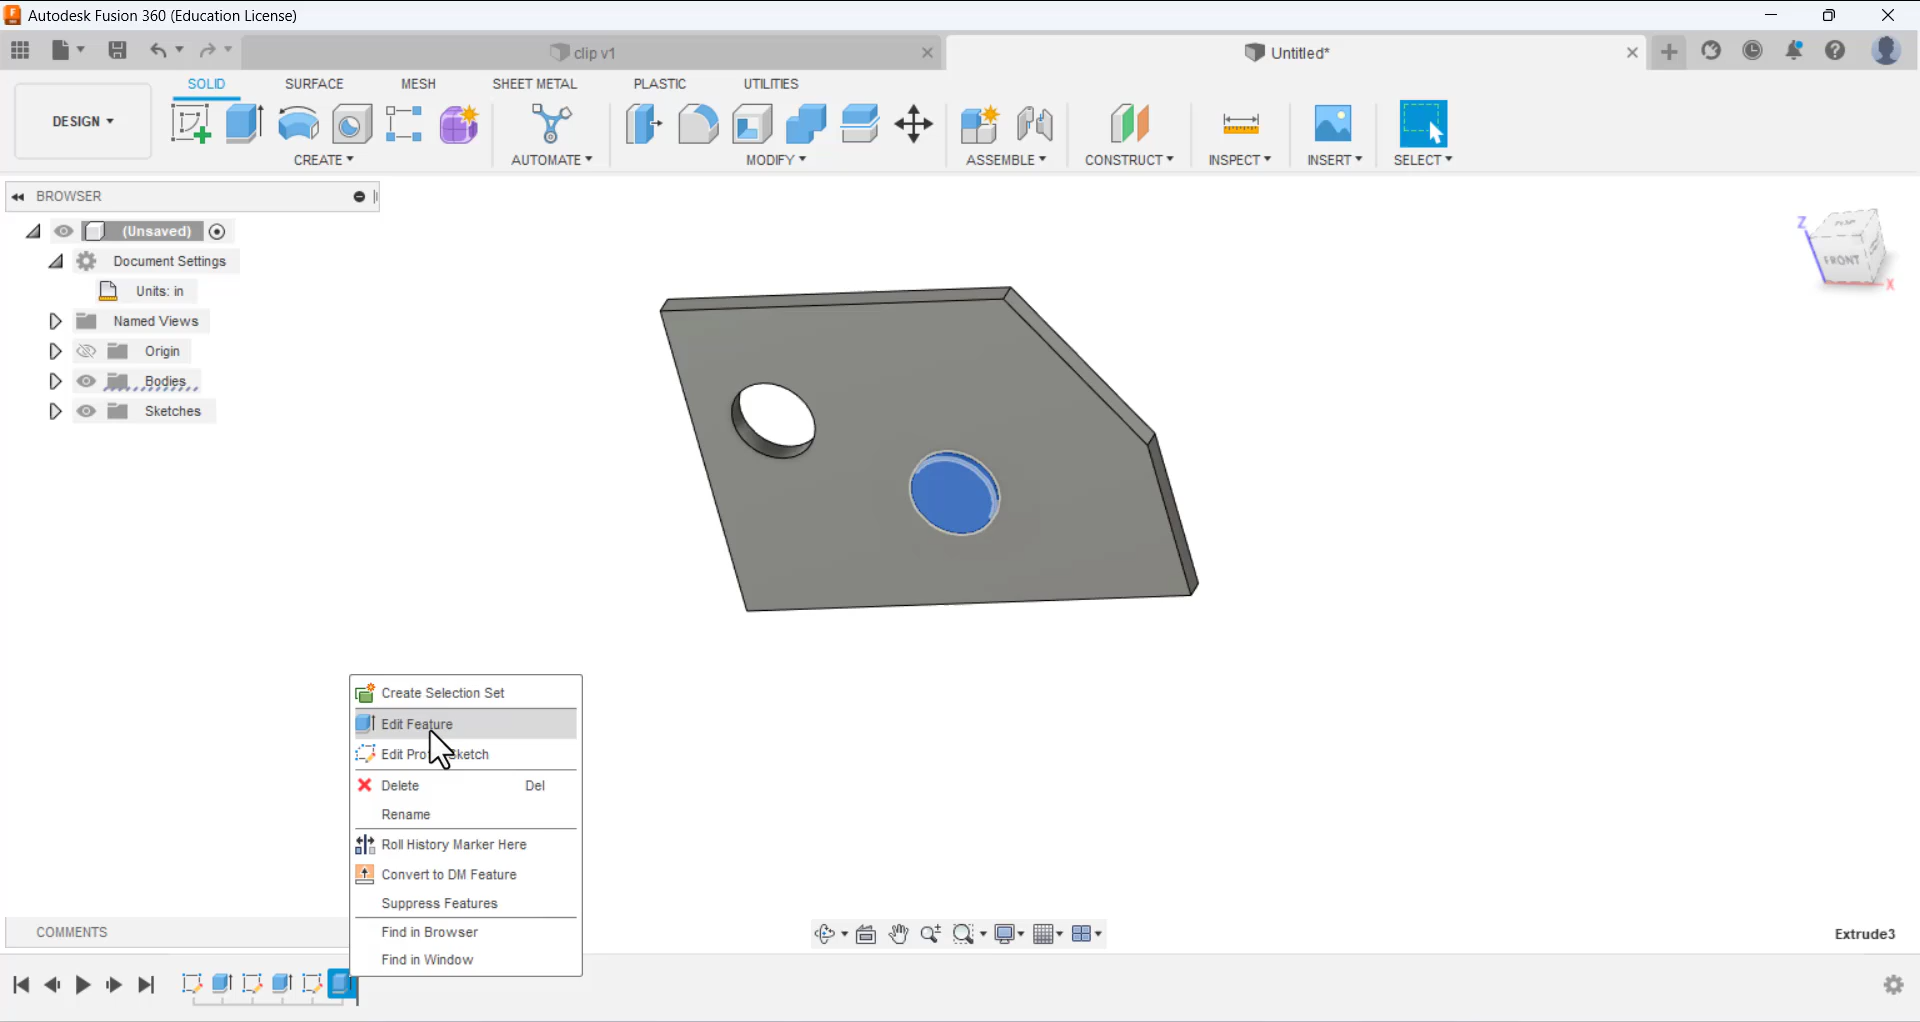 Autodesk Fusion 360 (Education License)
clip v1
Untitled*
SOLID
SURFACE
MESH
SHEET METAL
PLASTIC
UTILITIES
DESIGN
CREATE
AUTOMATE
MODIFY
ASSEMBLE
CONSTRUCT
INSPECT
INSERT
SELECT
BROWSER
(Unsaved)
Document Settings
Units: in
Named Views
Origin
Bodies
Sketches
Z
TOP
FRONT
X
Create Selection Set
Edit Feature
Edit Sketch
Delete Del
Rename
Roll History Marker Here
Convert to DM Feature
Suppress Features
Find in Browser
Find in Window
COMMENTS
Extrude3